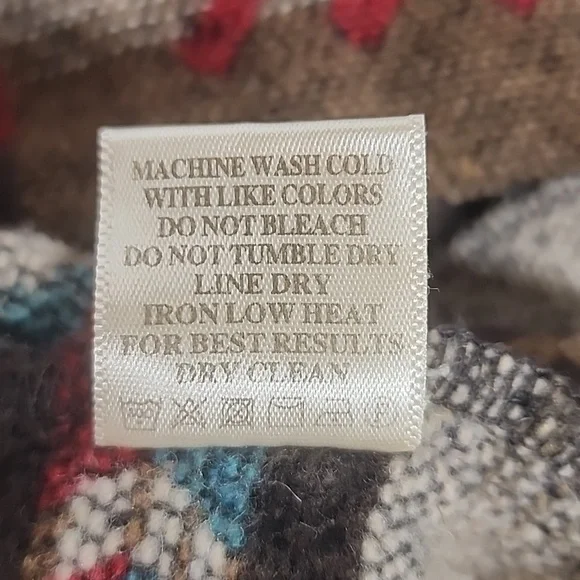 MACHINE WASH COLD
WITH LIKE COLORS
DO NOT BLEACH
DO NOT TUMBLE DRY
LINE DRY
IRON LOW HEAT
FOR BEST RESULTS
DRY CLEAN